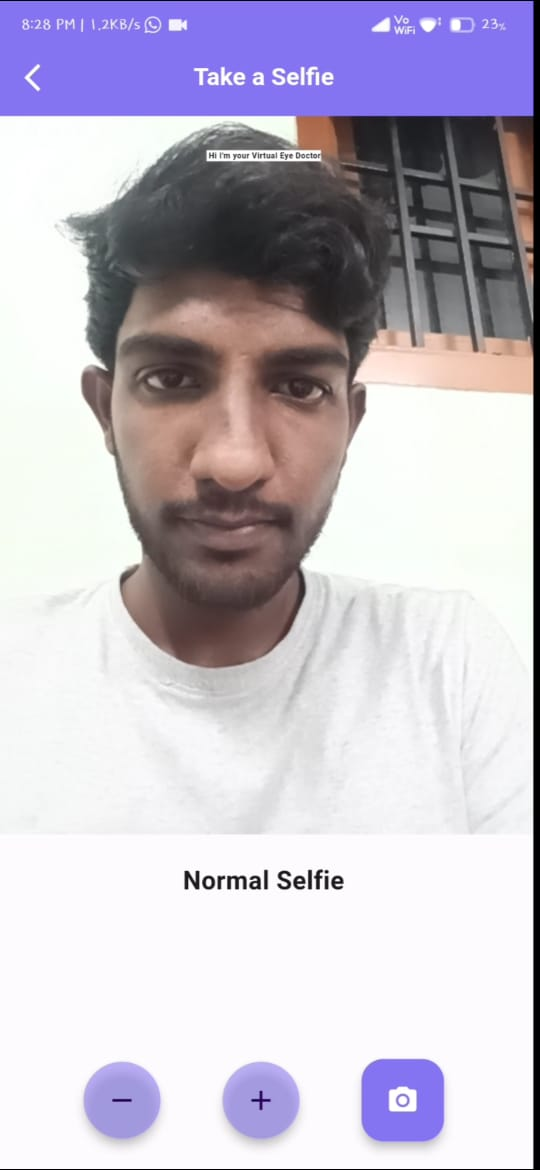 8:28 PM | 1.2KB/s
Vo
WiFi
23%
Take a Selfie
Hi I'm your Virtual Eye Doctor
Normal Selfie